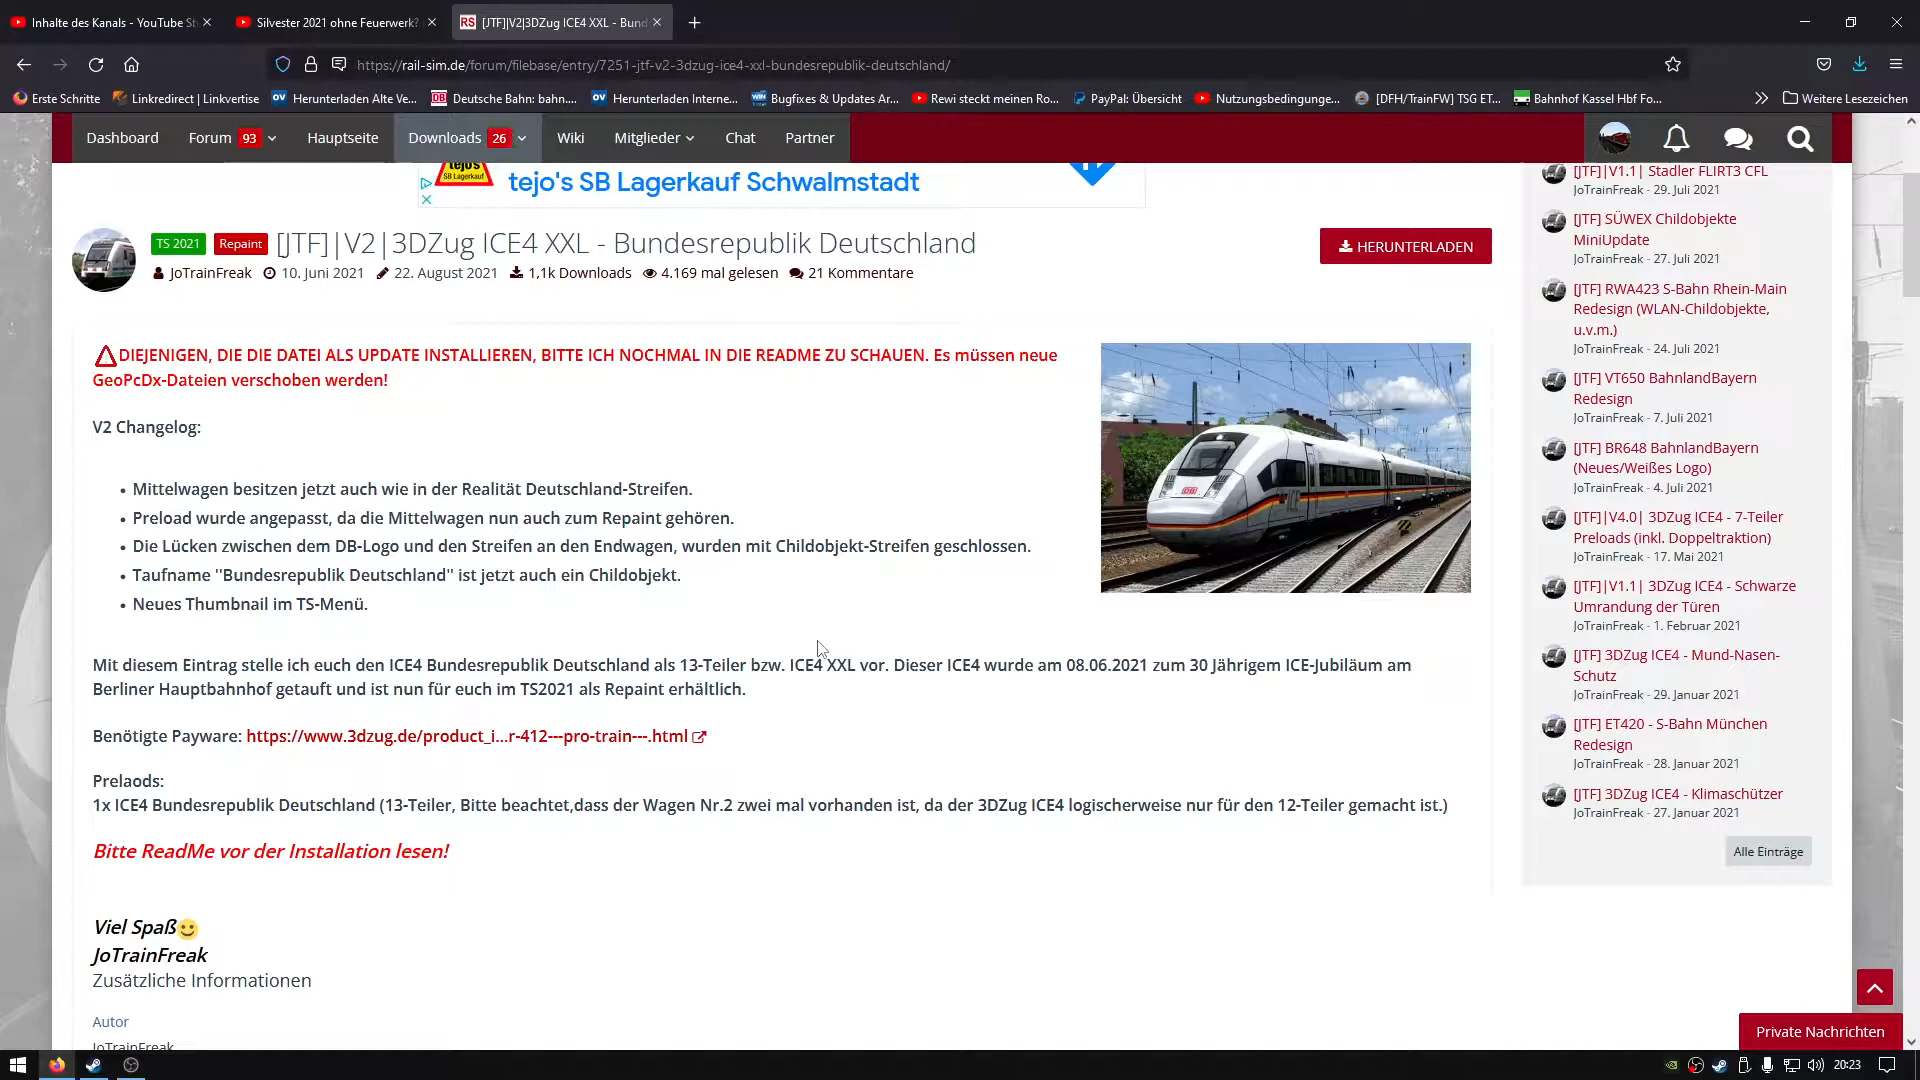 Inhalte des Kanals - YouTube St
Silvester 2021 ohne Feuerwerk?
[JTF]|V2|3DZug ICE4 XXL - Bund
https://rail-sim.de/forum/filebase/entry/7251-jtf-v2-3dzug-ice4-xxl-bundesrepublik-deutschland/
Erste Schritte
Linkredirect | Linkvertise
Herunterladen Alte Ve...
Deutsche Bahn: bahn....
Herunterladen Interne...
Bugfixes & Updates Ar...
Rewi steckt meinen Ro...
PayPal: Übersicht
Nutzungsbedingunge...
[DFH/TrainFW] TSG ET...
Bahnhof Kassel Hbf Fo...
Weitere Lesezeichen
Dashboard
Forum 93
Hauptseite
Downloads 26
Wiki
Mitglieder
Chat
Partner
tejo's
SB Lagerkauf
tejo's SB Lagerkauf Schwalmstadt
TS 2021 Repaint [JTF]|V2|3DZug ICE4 XXL - Bundesrepublik Deutschland
JoTrainFreak 10. Juni 2021 22. August 2021 1,1k Downloads 4.169 mal gelesen 21 Kommentare
HERUNTERLADEN
DIEJENIGEN, DIE DIE DATEI ALS UPDATE INSTALLIEREN, BITTE ICH NOCHMAL IN DIE README ZU SCHAUEN. Es müssen neue
GeoPcDx-Dateien verschoben werden!
V2 Changelog:
• Mittelwagen besitzen jetzt auch wie in der Realität Deutschland-Streifen.
• Preload wurde angepasst, da die Mittelwagen nun auch zum Repaint gehören.
• Die Lücken zwischen dem DB-Logo und den Streifen an den Endwagen, wurden mit Childobjekt-Streifen geschlossen.
• Taufname "Bundesrepublik Deutschland" ist jetzt auch ein Childobjekt.
• Neues Thumbnail im TS-Menü.
Mit diesem Eintrag stelle ich euch den ICE4 Bundesrepublik Deutschland als 13-Teiler bzw. ICE4 XXL vor. Dieser ICE4 wurde am 08.06.2021 zum 30 Jährigem ICE-Jubiläum am
Berliner Hauptbahnhof getauft und ist nun für euch im TS2021 als Repaint erhältlich.
Benötigte Payware: https://www.3dzug.de/product_i...r-412---pro-train---.html
Prelaods:
1x ICE4 Bundesrepublik Deutschland (13-Teiler, Bitte beachtet,dass der Wagen Nr.2 zwei mal vorhanden ist, da der 3DZug ICE4 logischerweise nur für den 12-Teiler gemacht ist.)
Bitte ReadMe vor der Installation lesen!
Viel Spaß
JoTrainFreak
Zusätzliche Informationen
Autor
JoTrainFreak
[JTF]|V1.1| Stadler FLIRT3 CFL
JoTrainFreak - 29. Juli 2021
[JTF] SÜWEX Childobjekte
MiniUpdate
JoTrainFreak - 27. Juli 2021
[JTF] RWA423 S-Bahn Rhein-Main
Redesign (WLAN-Childobjekte,
u.v.m.)
JoTrainFreak - 24. Juli 2021
[JTF] VT650 BahnlandBayern
Redesign
JoTrainFreak - 7. Juli 2021
[JTF] BR648 BahnlandBayern
(Neues/Weißes Logo)
JoTrainFreak - 4. Juli 2021
[JTF]|V4.0| 3DZug ICE4 - 7-Teiler
Preloads (inkl. Doppeltraktion)
JoTrainFreak - 17. Mai 2021
[JTF]|V1.1| 3DZug ICE4 - Schwarze
Umrandung der Türen
JoTrainFreak - 1. Februar 2021
[JTF] 3DZug ICE4 - Mund-Nasen-
Schutz
JoTrainFreak - 29. Januar 2021
[JTF] ET420 - S-Bahn München
Redesign
JoTrainFreak - 28. Januar 2021
[JTF] 3DZug ICE4 - Klimaschützer
JoTrainFreak - 27. Januar 2021
Alle Einträge
Private Nachrichten
20:23